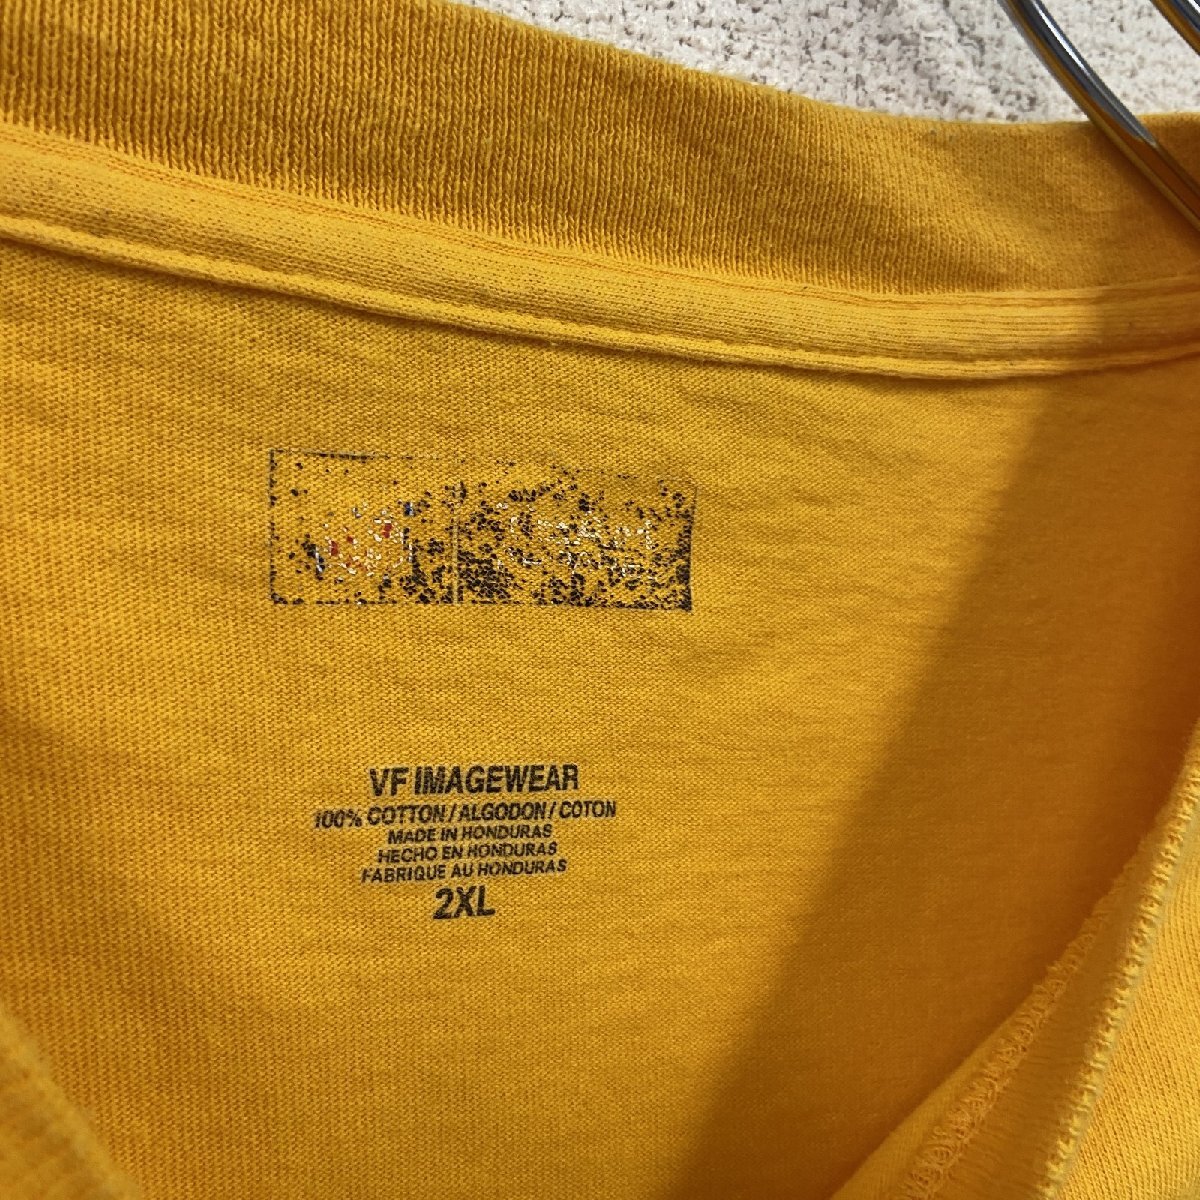 VF IMAGEWEAR
100% COTTON/ALGODON/COTON
MADE IN HONDURAS
HECHO EN HONDURAS
FABRIQUE AU HONDURAS
2XL